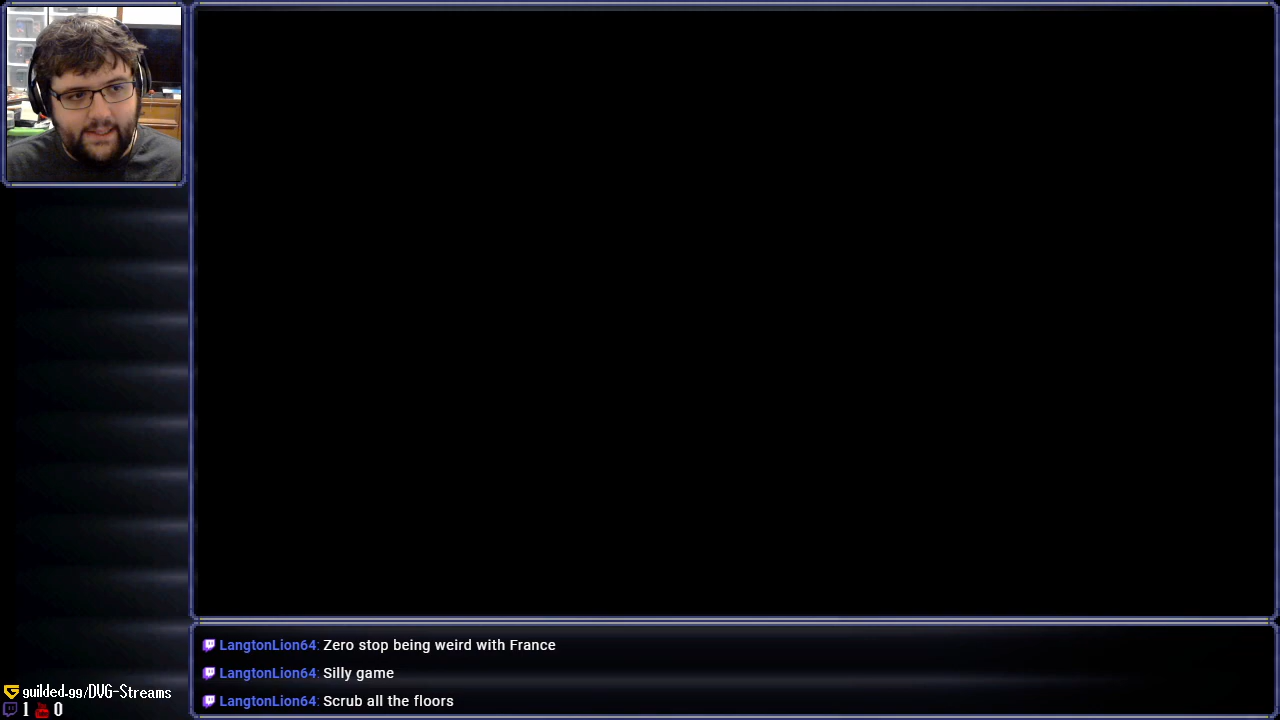 LangtonLion64: Zero stop being weird with France
LangtonLion64: Silly game
LangtonLion64: Scrub all the floors
guilded.gg/DVG-Streams
1 0